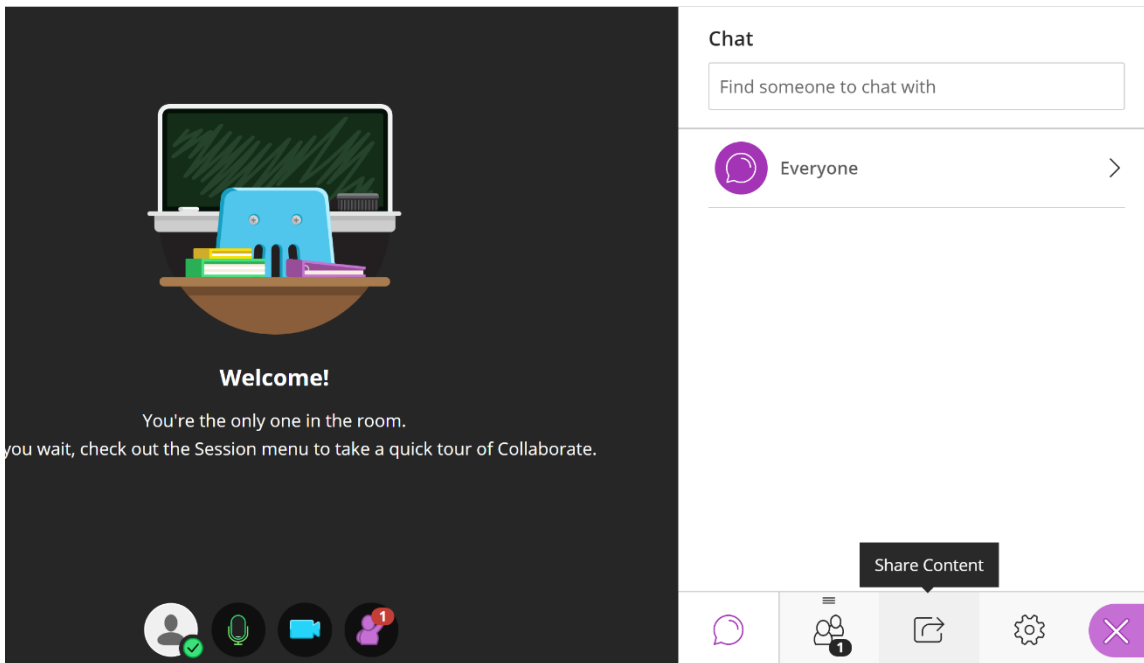 Welcome!
You're the only one in the room.
you wait, check out the Session menu to take a quick tour of Collaborate.
1
Chat
Find someone to chat with
Everyone
Share Content
1